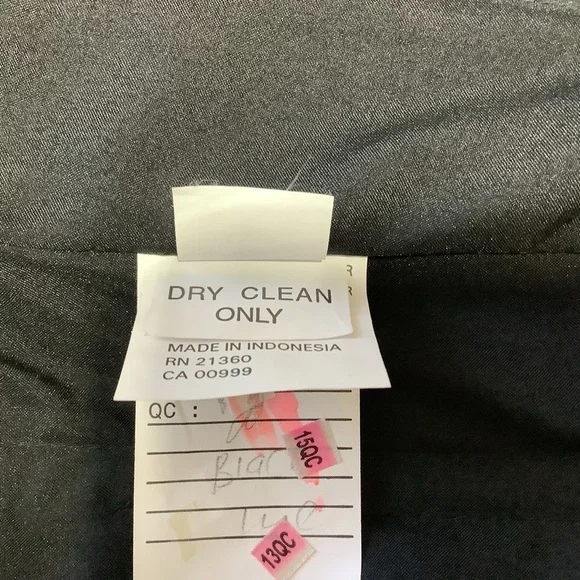 R
R
DRY CLEAN
ONLY
MADE IN INDONESIA
RN 21360
CA 00999
QC :
15QC
13QC